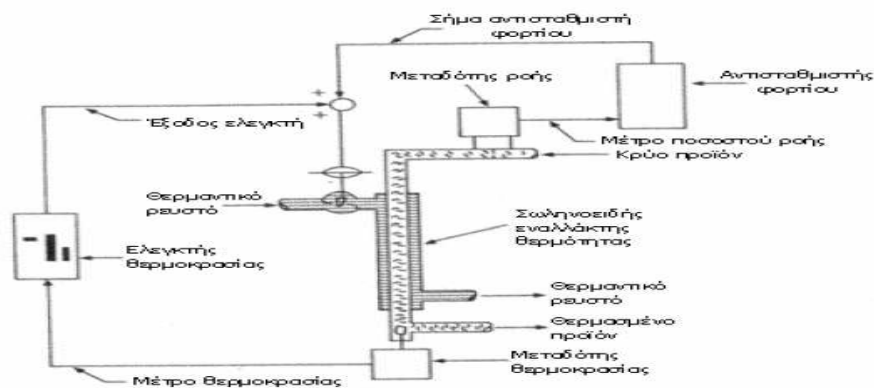 Σήμα αντισταθμιστή
φορτίου
Μεταδότης ροής
Αντισταθμιστής
φορτίου
+
+
Έξοδος ελεγκτή
Μέτρο ποσοστού ροής
Κρύο προϊόν
Θερμαντικό
ρευστό
Σωληνοειδής
εναλλάκτης
θερμότητας
Ελεγκτής
θερμοκρασίας
Θερμαντικό
ρευστό
Θερμασμένο
προϊόν
Μεταδότης
θερμοκρασίας
Μέτρο θερμοκρασίας